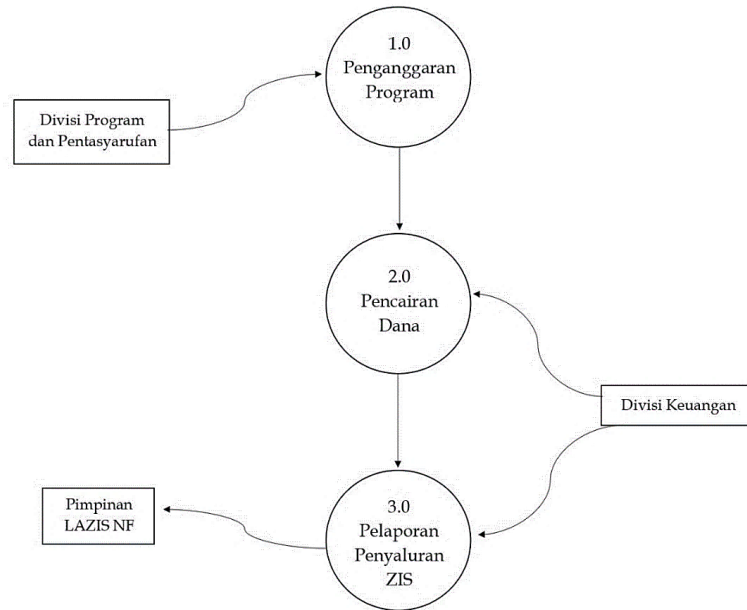 1.0
Penganggaran
Program
Divisi Program
dan Pentasyarufan
2.0
Pencairan
Dana
Divisi Keuangan
Pimpinan
LAZIS NF
3.0
Pelaporan
Penyaluran
ZIS